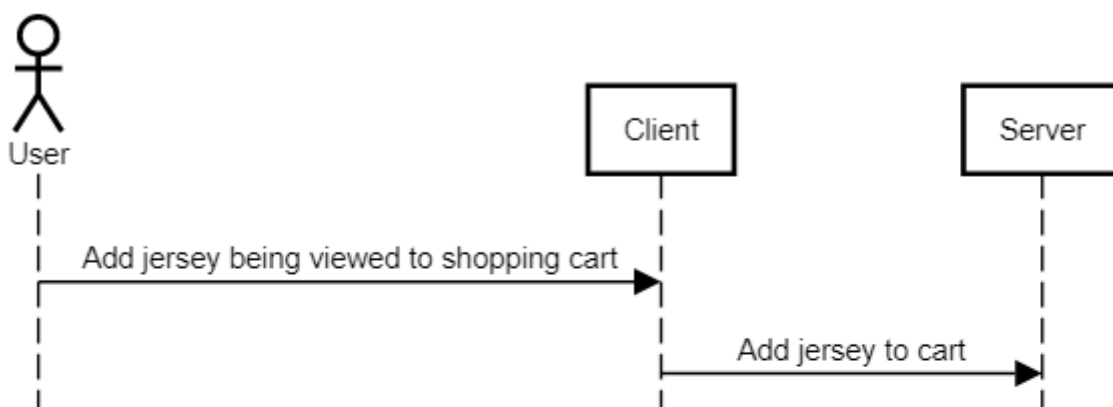 Client
Server
User
Add jersey being viewed to shopping cart
Add jersey to cart